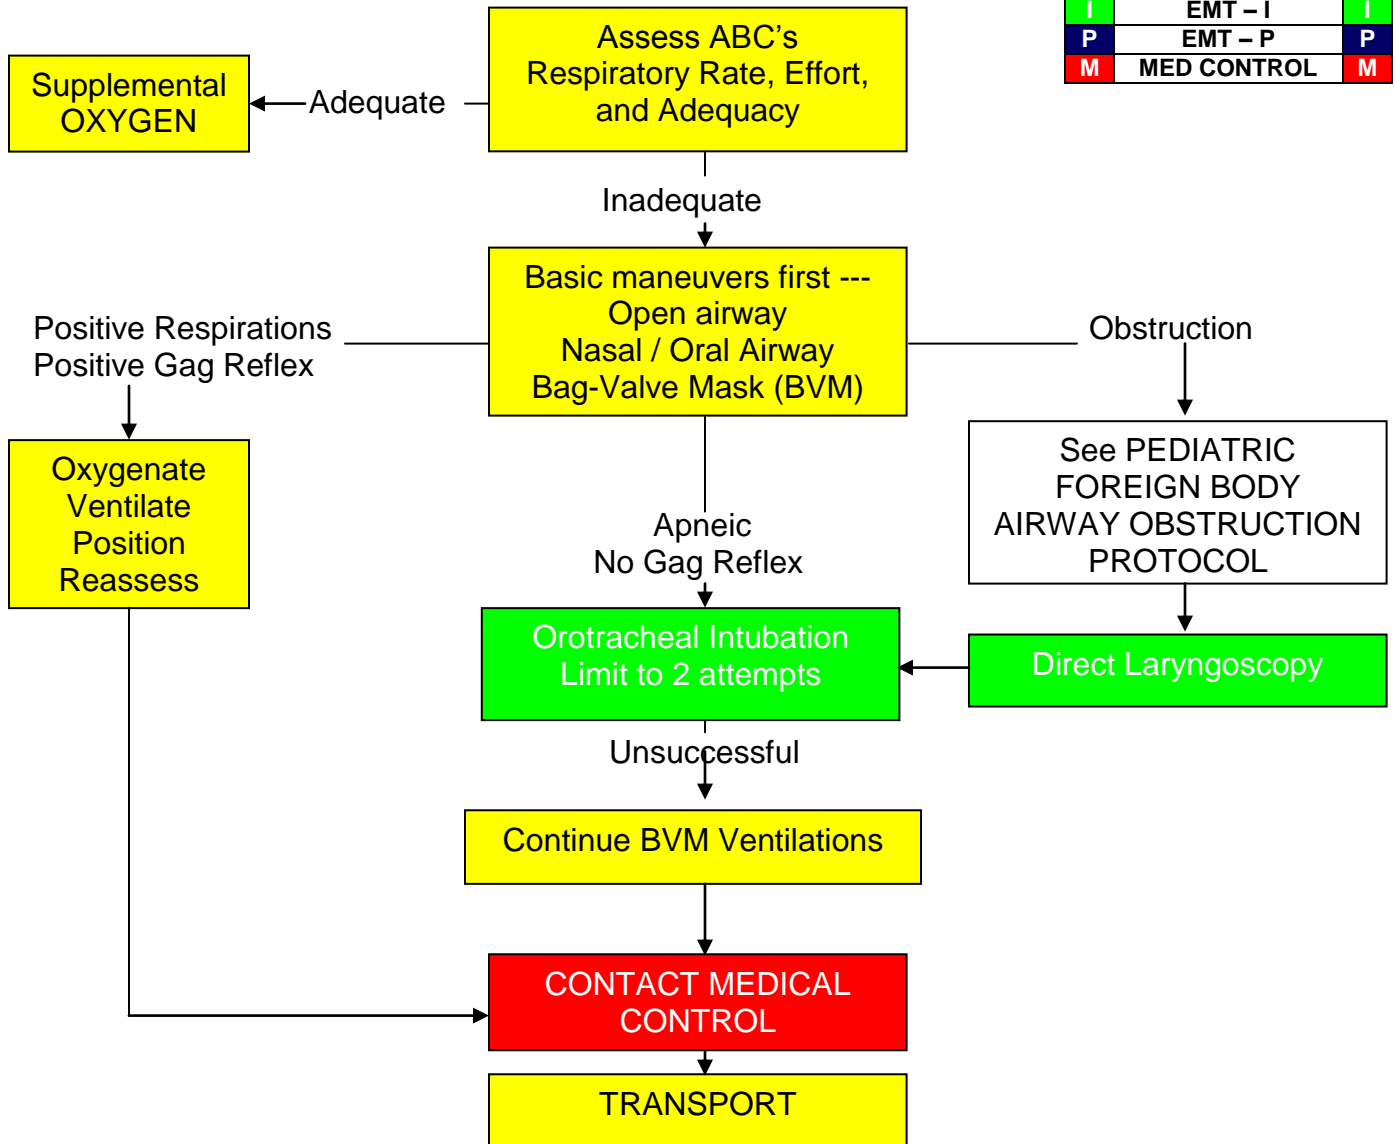 I EMT – I I
P EMT – P P
M MED CONTROL M
Assess ABC's
Respiratory Rate, Effort,
and Adequacy
Adequate
Supplemental
OXYGEN
Inadequate
Basic maneuvers first ---
Open airway
Nasal / Oral Airway
Bag-Valve Mask (BVM)
Positive Respirations
Positive Gag Reflex
Obstruction
Oxygenate
Ventilate
Position
Reassess
See PEDIATRIC
FOREIGN BODY
AIRWAY OBSTRUCTION
PROTOCOL
Apneic
No Gag Reflex
Orotracheal Intubation
Limit to 2 attempts
Direct Laryngoscopy
Unsuccessful
Continue BVM Ventilations
CONTACT MEDICAL
CONTROL
TRANSPORT